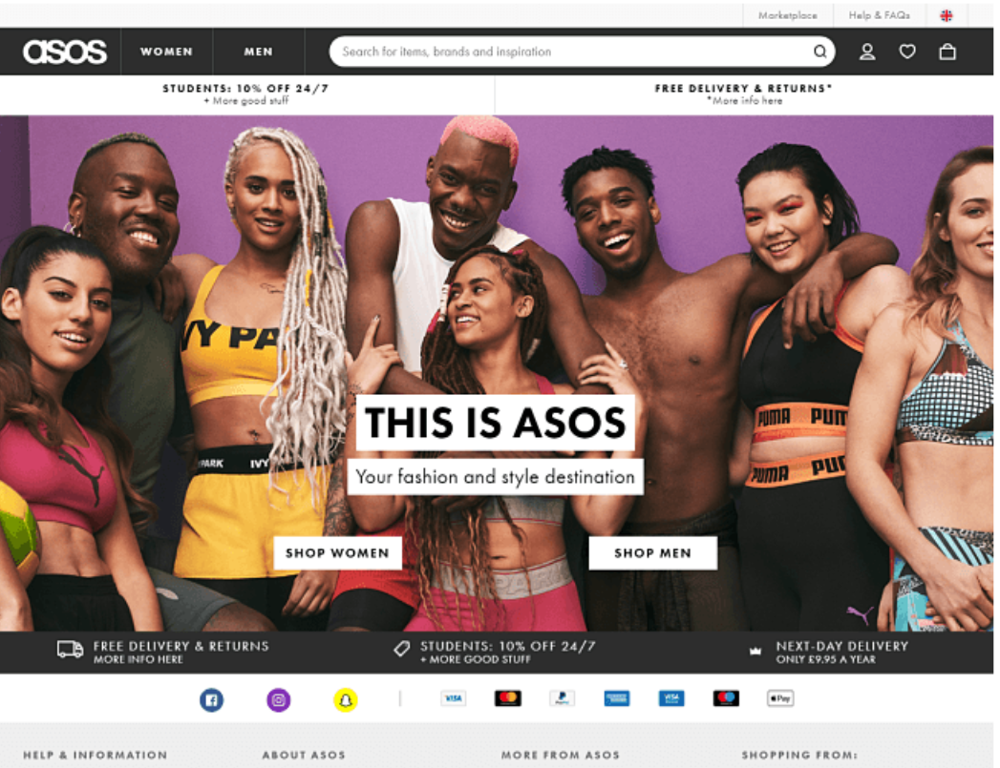 Marketplace
Help & FAQs
asos
WOMEN
MEN
Search for items, brands and inspiration
STUDENTS: 10% OFF 24/7
+ More good stuff
FREE DELIVERY & RETURNS*
*More info here
VY PA
PARK IVY
PUMA PUM
PUMA PUM
THIS IS ASOS
Your fashion and style destination
SHOP WOMEN
SHOP MEN
FREE DELIVERY & RETURNS
MORE INFO HERE
STUDENTS: 10% OFF 24/7
+ MORE GOOD STUFF
NEXT-DAY DELIVERY
ONLY £9.95 A YEAR
VISA
PayPal
VISA
Pay
HELP & INFORMATION
ABOUT ASOS
MORE FROM ASOS
SHOPPING FROM: